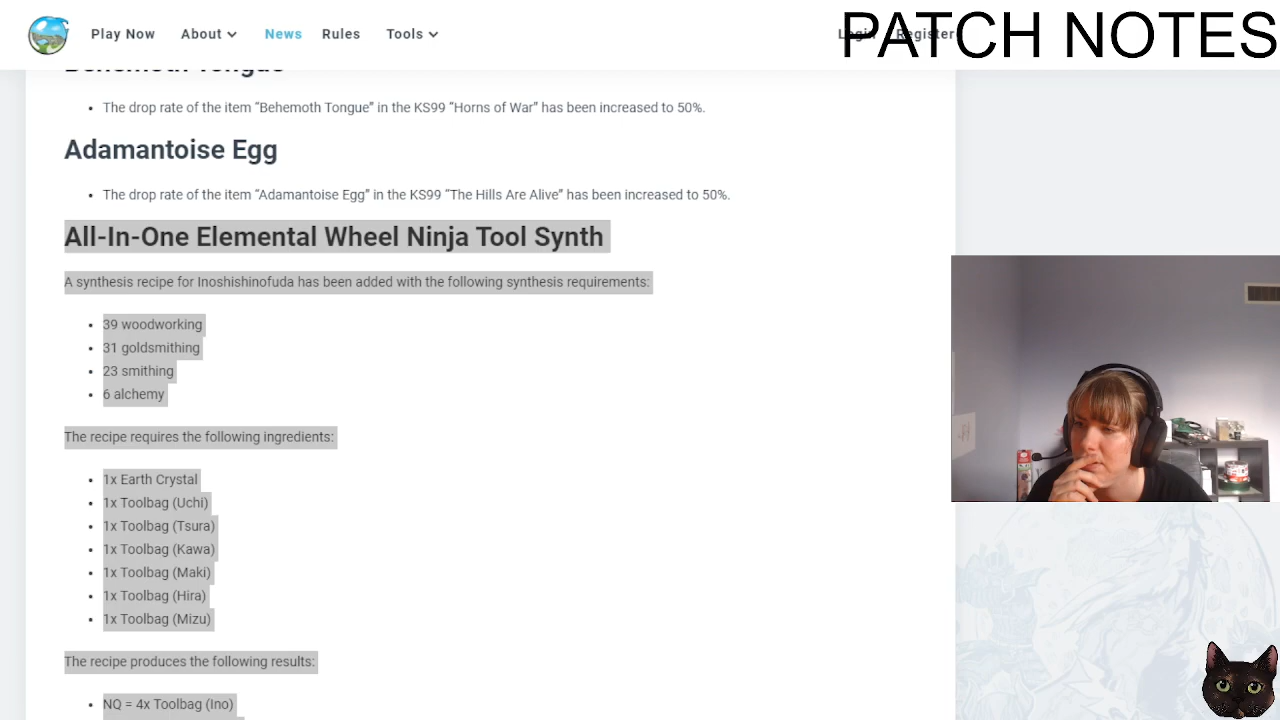 Play Now About News Rules Tools Login Register
PATCH NOTES
Behemoth Tongue
• The drop rate of the item “Behemoth Tongue” in the KS99 “Horns of War” has been increased to 50%.
Adamantoise Egg
• The drop rate of the item “Adamantoise Egg” in the KS99 “The Hills Are Alive” has been increased to 50%.
All-In-One Elemental Wheel Ninja Tool Synth
A synthesis recipe for Inoshishinofuda has been added with the following synthesis requirements:
• 39 woodworking
• 31 goldsmithing
• 23 smithing
• 6 alchemy
The recipe requires the following ingredients:
• 1x Earth Crystal
• 1x Toolbag (Uchi)
• 1x Toolbag (Tsura)
• 1x Toolbag (Kawa)
• 1x Toolbag (Maki)
• 1x Toolbag (Hira)
• 1x Toolbag (Mizu)
The recipe produces the following results:
• NQ = 4x Toolbag (Ino)